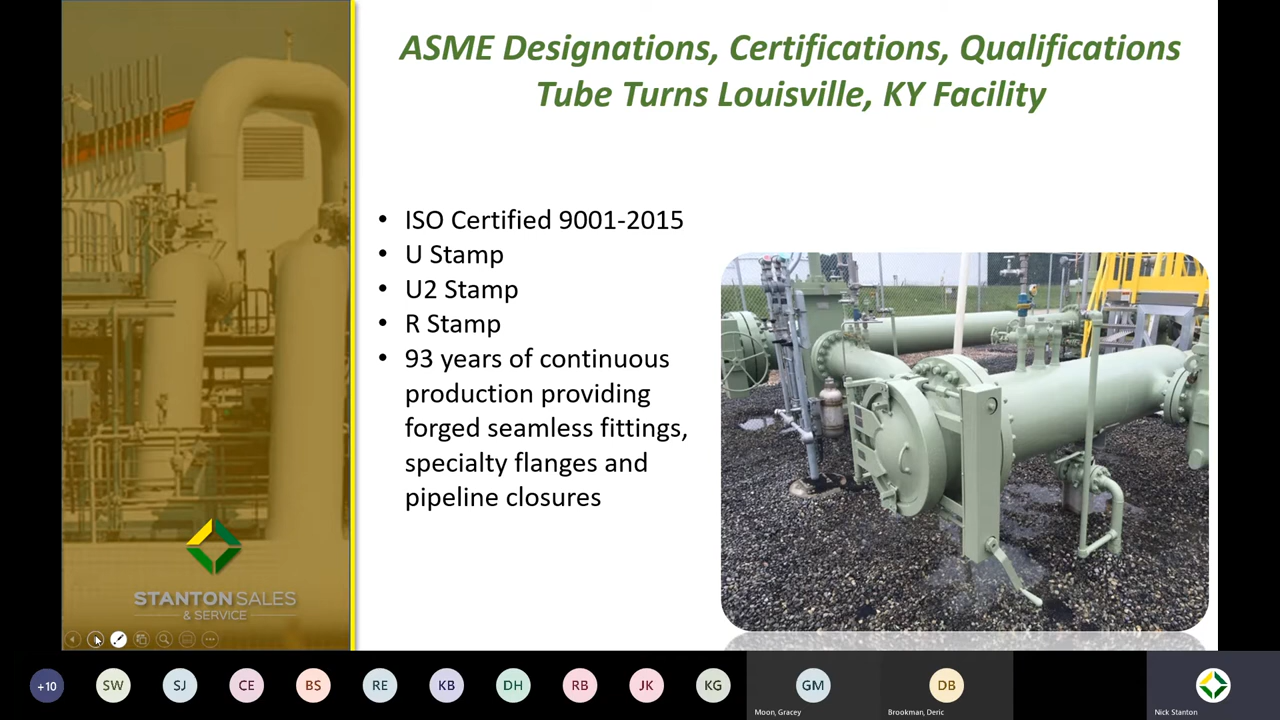 ASME Designations, Certifications, Qualifications
Tube Turns Louisville, KY Facility
• ISO Certified 9001-2015
• U Stamp
• U2 Stamp
• R Stamp
• 93 years of continuous
production providing
forged seamless fittings,
specialty flanges and
pipeline closures
STANTON SALES
& SERVICE
+10 SW SJ CE BS RE KB DH RB JK KG GM DB
Moon, Gracey Brookman, Deric Nick Stanton